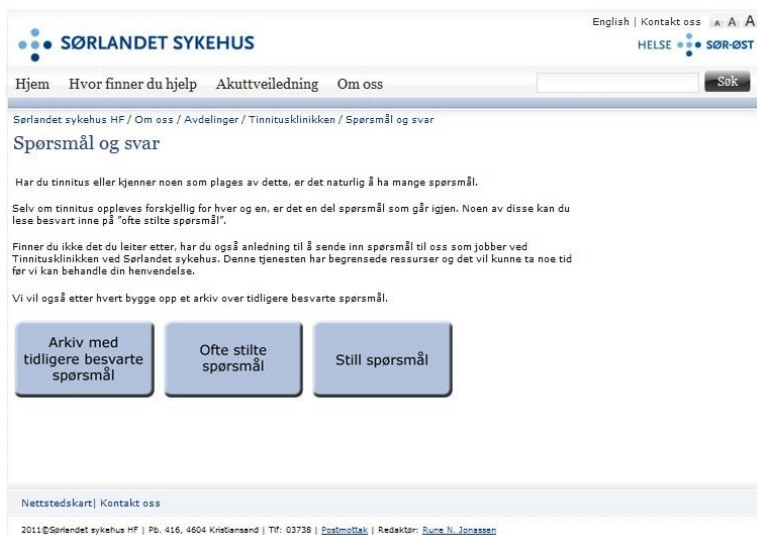 English | Kontakt oss A A A
SØRLANDET SYKEHUS
HELSE SØR-ØST
Hjem Hvor finner du hjelp Akuttveiledning Om oss
Søk
Sørlandet sykehus HF / Om oss / Avdelinger / Tinnitusklinikken / Spørsmål og svar
Spørsmål og svar
Har du tinnitus eller kjenner noen som plages av dette, er det naturlig å ha mange spørsmål.
Selv om tinnitus oppleves forskjellig for hver og en, er det en del spørsmål som går igjen. Noen av disse kan du
lese besvart inne på "ofte stilte spørsmål".
Finner du ikke det du leiter etter, har du også anledning til å sende inn spørsmål til oss som jobber ved
Tinnitusklinikken ved Sørlandet sykehus. Denne tjenesten har begrensede ressurser og det vil kunne ta noe tid
før vi kan behandle din henvendelse.
Vi vil også etter hvert bygge opp et arkiv over tidligere besvarte spørsmål.
Arkiv med
tidligere besvarte
spørsmål
Ofte stilte
spørsmål
Still spørsmål
Nettstedskart| Kontakt oss
2011©Sørlandet sykehus HF | Pb. 416, 4604 Kristiansand | Tlf: 03738 | Postmottak | Redaktør: Rune N. Jonassen